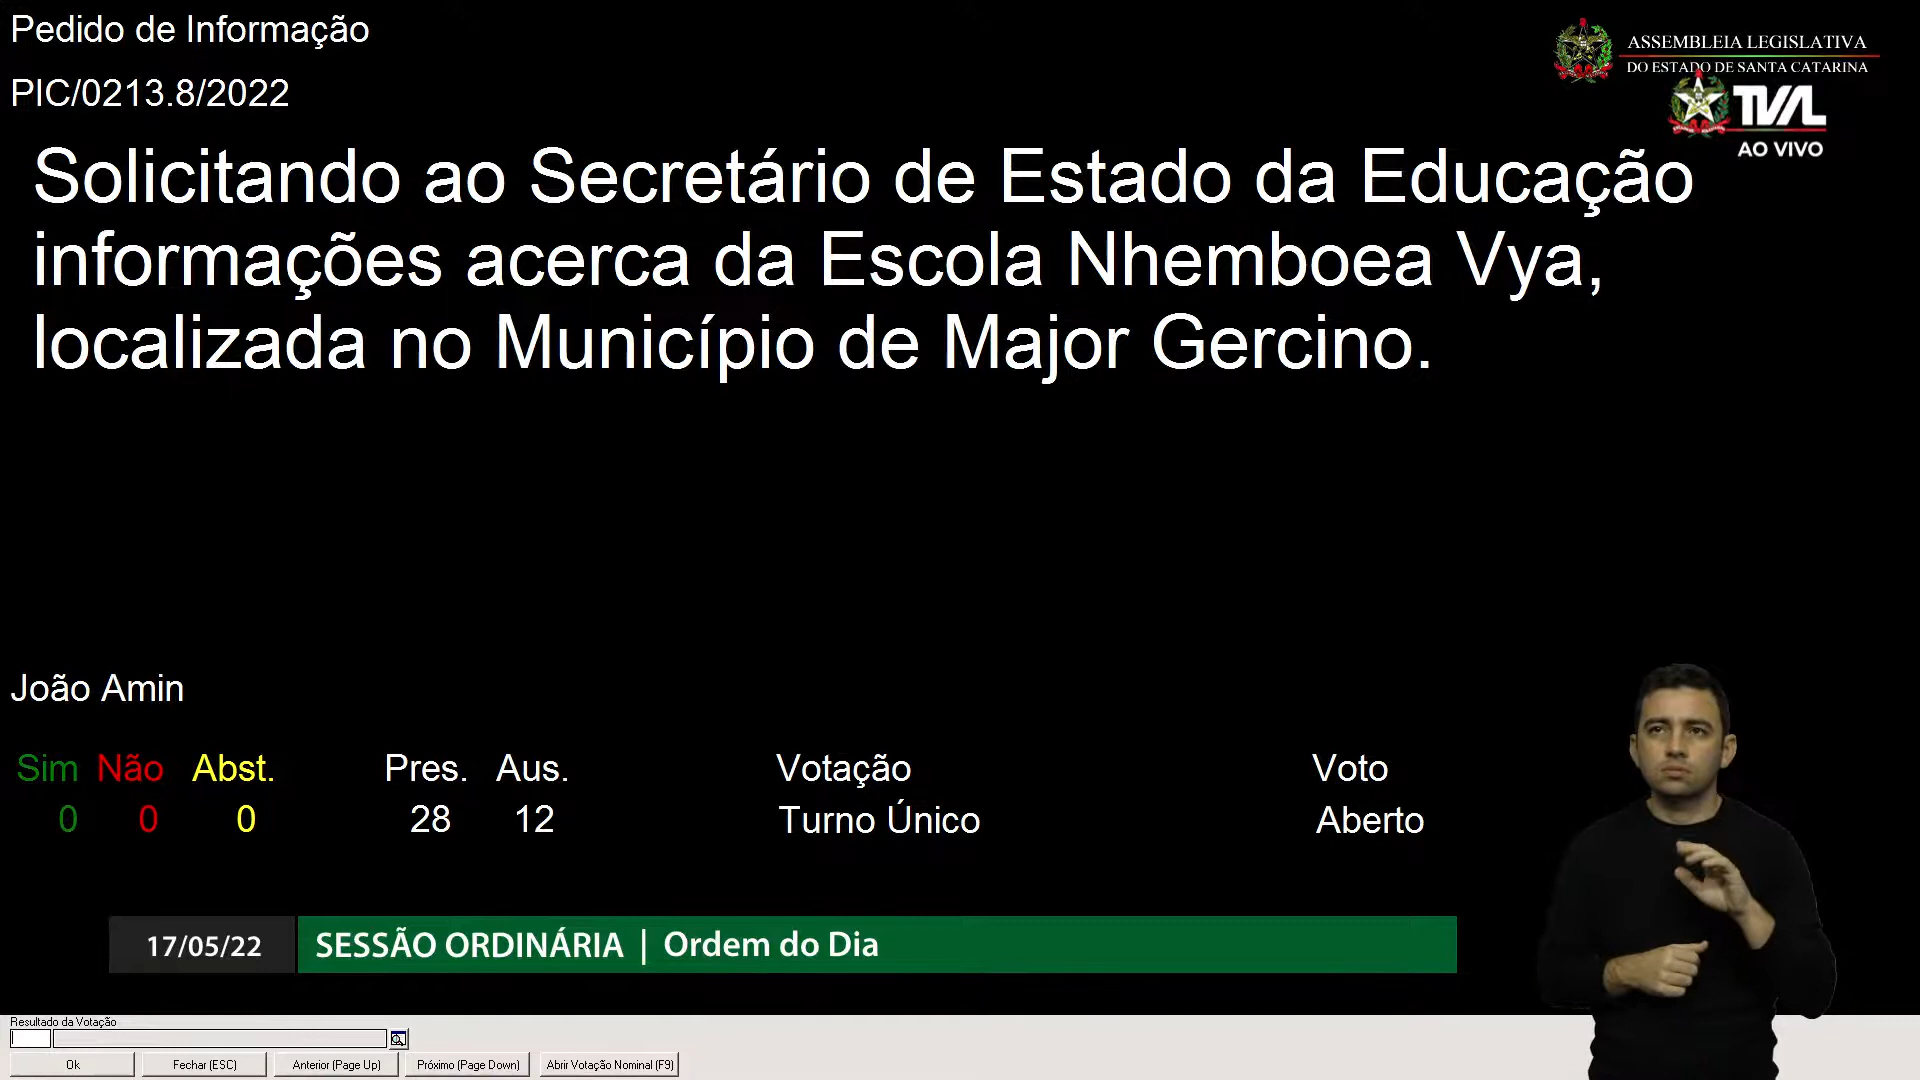 Pedido de Informação
PIC/0213.8/2022
ASSEMBLEIA LEGISLATIVA
DO ESTADO DE SANTA CATARINA
TVAL
AO VIVO
Solicitando ao Secretário de Estado da Educação
informações acerca da Escola Nhemboea Vya,
localizada no Município de Major Gercino.
João Amin
Sim Não Abst. Pres. Aus. Votação Voto
0 0 0 28 12 Turno Único Aberto
17/05/22 SESSÃO ORDINÁRIA | Ordem do Dia
Resultado da Votação
Ok Fechar (ESC) Anterior (Page Up) Próximo (Page Down) Abrir Votação Nominal (F9)